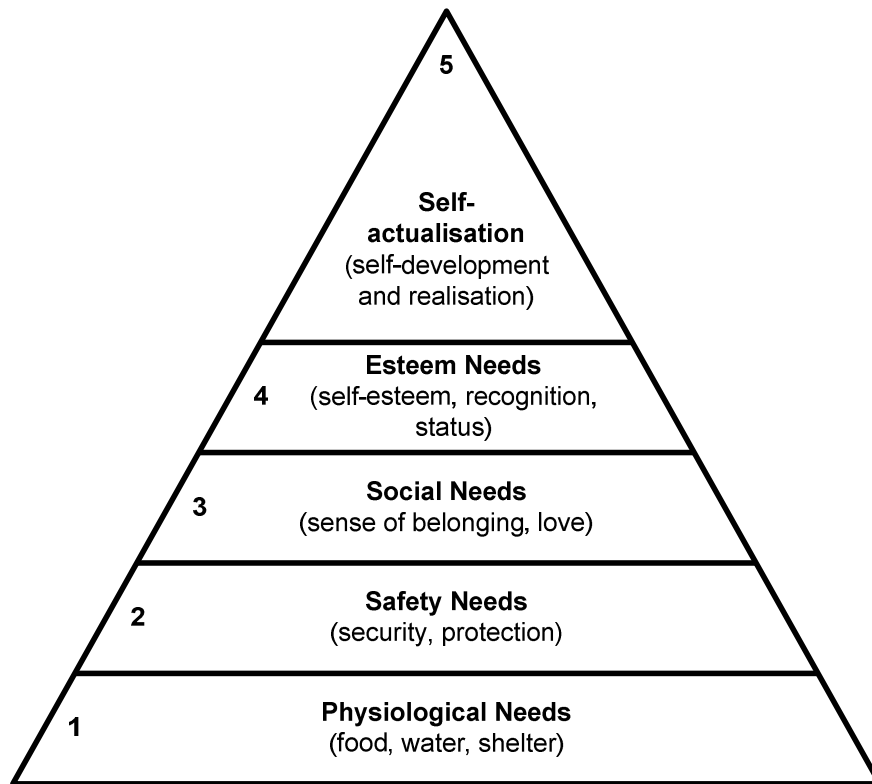 5
Self-
actualisation
(self-development
and realisation)
Esteem Needs
4 (self-esteem, recognition,
status)
Social Needs
3
(sense of belonging, love)
Safety Needs
2
(security, protection)
Physiological Needs
1
(food, water, shelter)